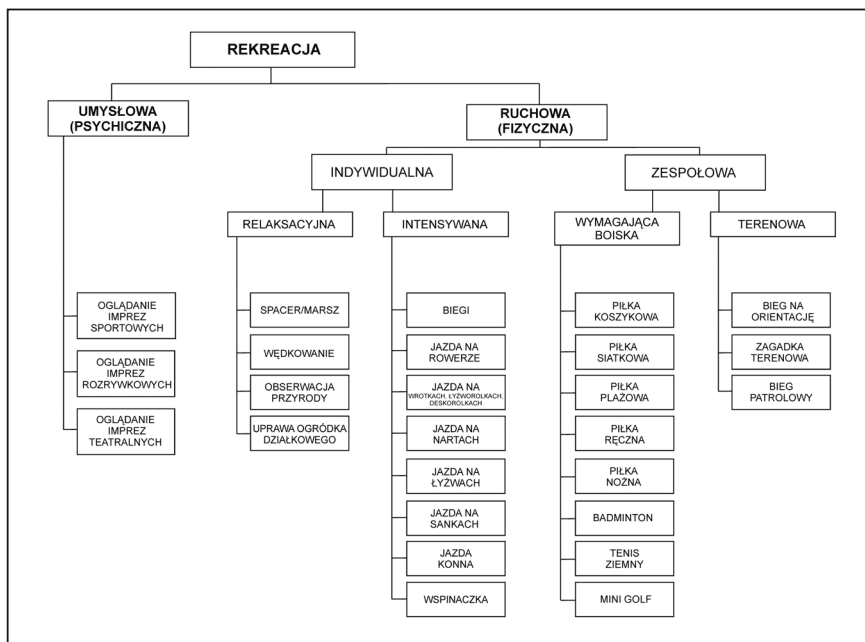 REKREACJA
UMYSŁOWA
(PSYCHICZNA)
RUCHOWA
(FIZYCZNA)
INDYWIDUALNA
ZESPOŁOWA
RELAKSACYJNA
INTENSYWANA
WYMAGAJĄCA
BOISKA
TERENOWA
OGLĄDANIE
IMPREZ
SPORTOWYCH
OGLĄDANIE
IMPREZ
ROZRYWKOWYCH
OGLĄDANIE
IMPREZ
TEATRALNYCH
SPACER/MARSZ
WĘDKOWANIE
OBSERWACJA
PRZYRODY
UPRAWA OGRÓDKA
DZIAŁKOWEGO
BIEGI
JAZDA NA
ROWERZE
JAZDA NA
WROTKACH, ŁYŻWOROLKACH,
DESKOROLKACH
JAZDA NA
NARTACH
JAZDA NA
ŁYŻWACH
JAZDA NA
SANKACH
JAZDA
KONNA
WSPINACZKA
PIŁKA
KOSZYKOWA
PIŁKA
SIATKOWA
PIŁKA
PLAŻOWA
PIŁKA
RĘCZNA
PIŁKA
NOŻNA
BADMINTON
TENIS
ZIEMNY
MINI GOLF
BIEG NA
ORIENTACJĘ
ZAGADKA
TERENOWA
BIEG
PATROLOWY